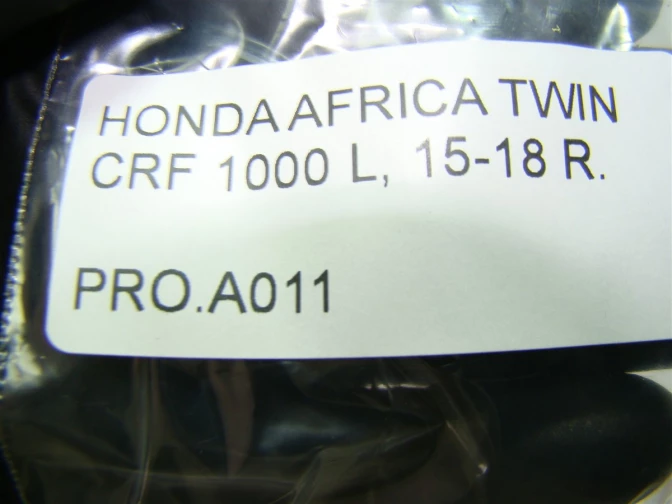 HONDA AFRICA TWIN
CRF 1000 L, 15-18 R.
PRO.A011